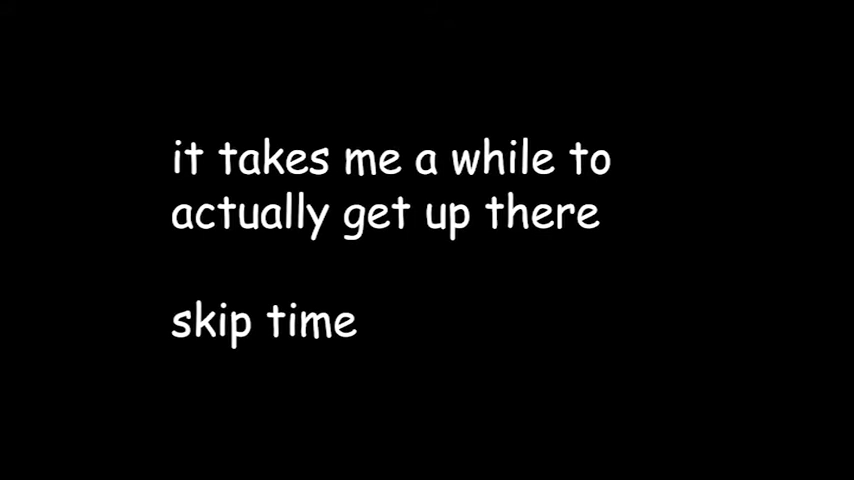 it takes me a while to
actually get up there
skip time